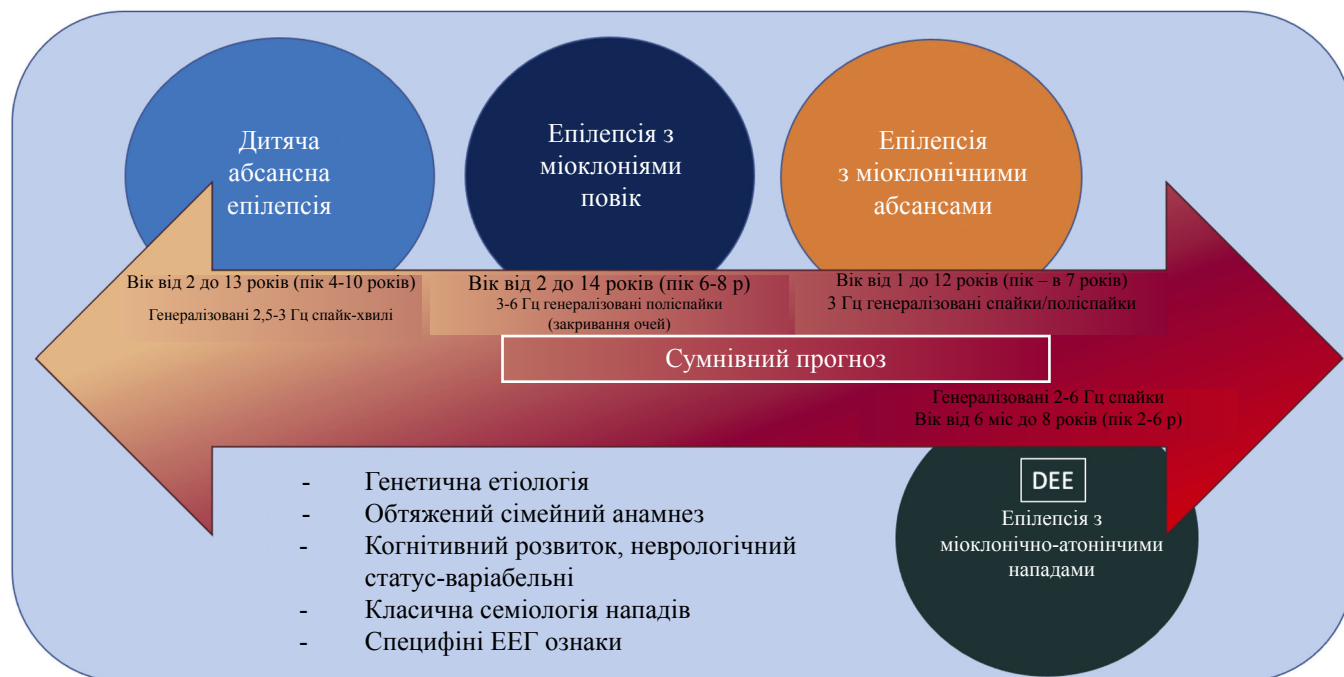 Дитяча
абсансна
епілепсія
Епілепсія з
міоклоніями
повік
Епілепсія
з міоклонічними
абсансами
Вік від 2 до 13 років (пік 4-10 років)
Генералізовані 2,5-3 Гц спайк-хвилі
Вік від 2 до 14 років (пік 6-8 р)
3-6 Гц генералізовані поліспайки
(закривання очей)
Вік від 1 до 12 років (пік – в 7 років)
3 Гц генералізовані спайки/поліспайки
Сумнівний прогноз
Генералізовані 2-6 Гц спайки
Вік від 6 міс до 8 років (пік 2-6 р)
DEE
Епілепсія з
міоклонічно-атонінчими
нападами
- Генетична етіологія
- Обтяжений сімейний анамнез
- Когнітивний розвиток, неврологічний
статус-варіабельні
- Класична семіологія нападів
- Специфіні ЕЕГ ознаки